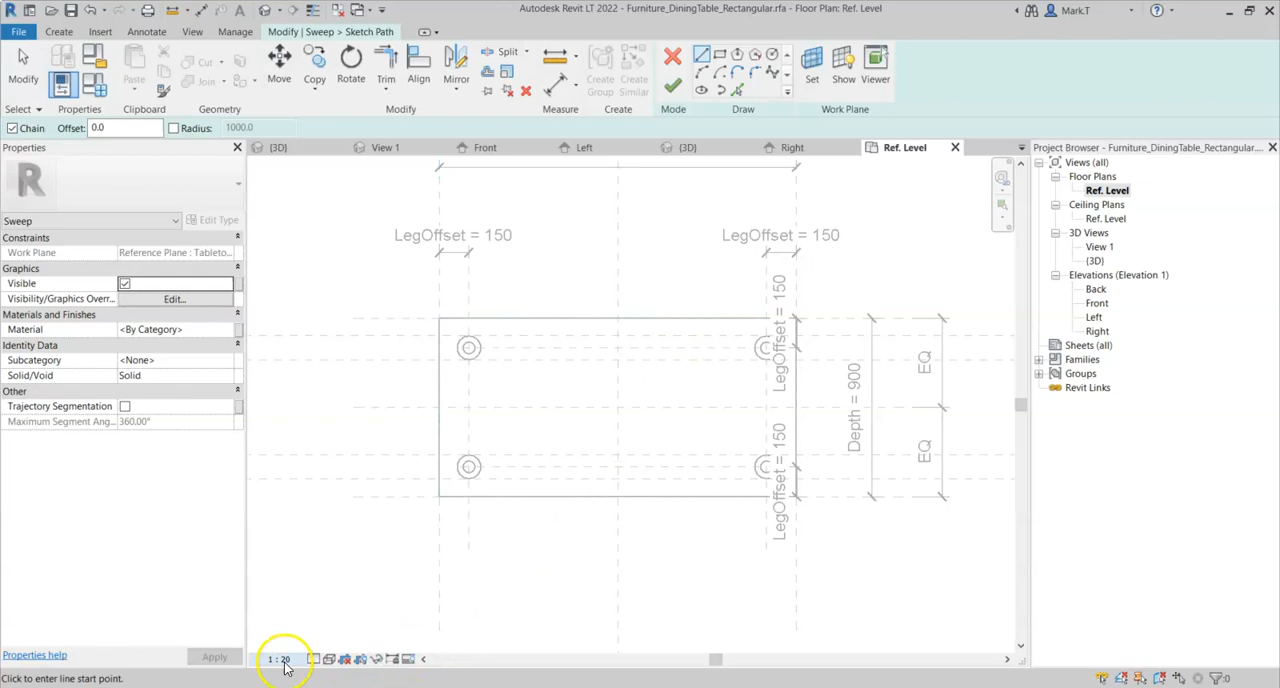 Autodesk Revit LT 2022 - Furniture_DiningTable_Rectangular.rfa - Floor Plan: Ref. Level
Mark.T
File Create Insert Annotate View Manage Modify | Sweep > Sketch Path
Modify Paste Cut Join Move Copy Rotate Trim Align Mirror Split Create Group Create Similar Set Show Viewer
Select Properties Clipboard Geometry Modify Measure Create Mode Draw Work Plane
Chain Offset: 0.0 Radius: 1000.0
Properties
{3D} View 1 Front Left {3D} Right Ref. Level
Project Browser - Furniture_DiningTable_Rectangular....
R
Sweep Edit Type
Constraints
Work Plane Reference Plane : Tableto...
Graphics
Visible
Visibility/Graphics Overr... Edit...
Materials and Finishes
Material <By Category>
Identity Data
Subcategory <None>
Solid/Void Solid
Other
Trajectory Segmentation
Maximum Segment Ang... 360.00°
Properties help Apply
LegOffset = 150
LegOffset = 150
LegOffset = 150
LegOffset = 150
Depth = 900
EQ
EQ
Views (all)
Floor Plans
Ref. Level
Ceiling Plans
Ref. Level
3D Views
View 1
{3D}
Elevations (Elevation 1)
Back
Front
Left
Right
Sheets (all)
Families
Groups
Revit Links
1 : 20
Click to enter line start point.
:0